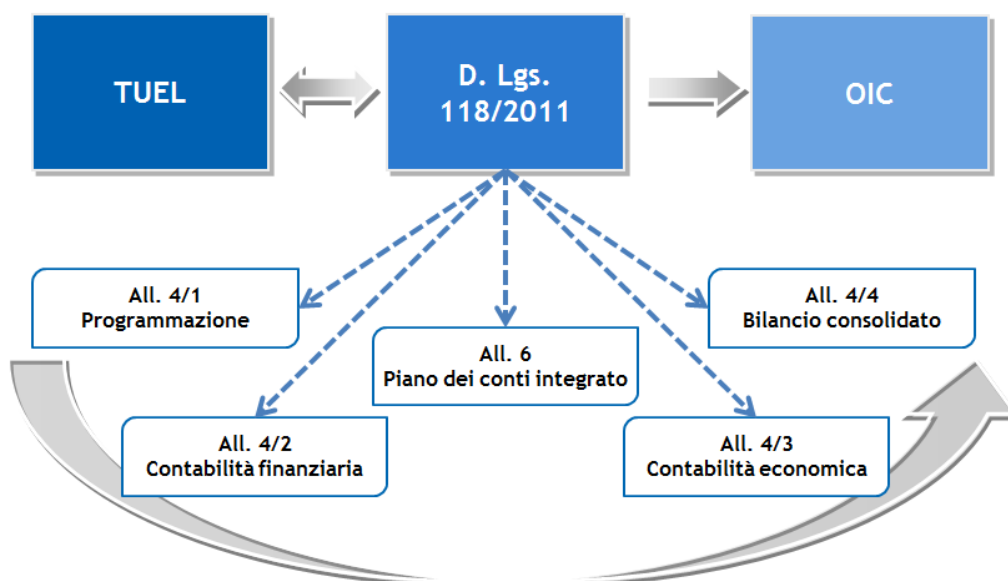 TUEL
D. Lgs.
118/2011
OIC
All. 4/1
Programmazione
All. 4/4
Bilancio consolidato
All. 6
Piano dei conti integrato
All. 4/2
Contabilità finanziaria
All. 4/3
Contabilità economica